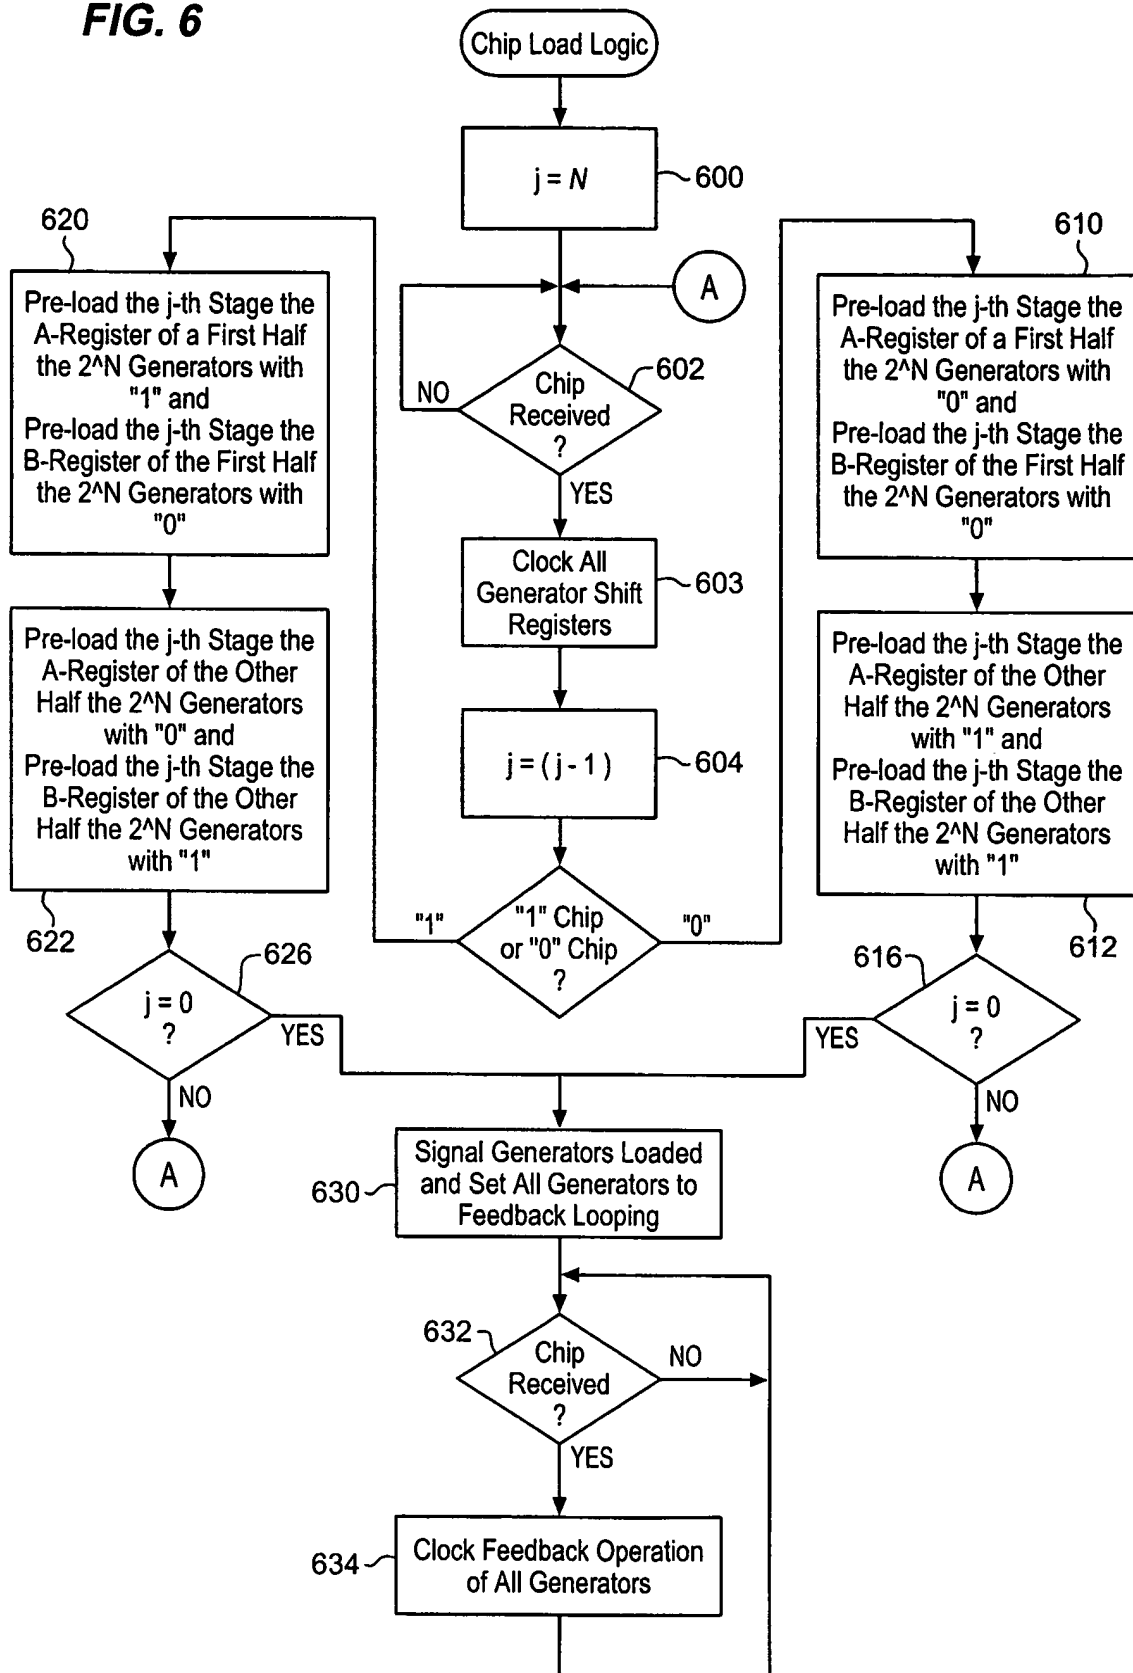 FIG. 6
Chip Load Logic
j = N
600
A
620
Pre-load the j-th Stage the
A-Register of a First Half
the 2^N Generators with
"1" and
Pre-load the j-th Stage the
B-Register of the First Half
the 2^N Generators with
"0"
610
Pre-load the j-th Stage the
A-Register of a First Half
the 2^N Generators with
"0" and
Pre-load the j-th Stage the
B-Register of the First Half
the 2^N Generators with
"0"
602
Chip
Received
?
NO
YES
Clock All
Generator Shift
Registers
603
j = ( j - 1 )
604
Pre-load the j-th Stage the
A-Register of the Other
Half the 2^N Generators
with "0" and
Pre-load the j-th Stage the
B-Register of the Other
Half the 2^N Generators
with "1"
622
Pre-load the j-th Stage the
A-Register of the Other
Half the 2^N Generators
with "1" and
Pre-load the j-th Stage the
B-Register of the Other
Half the 2^N Generators
with "1"
612
"1"
"1" Chip
or "0" Chip
?
"0"
626
j = 0
?
YES
NO
A
616
j = 0
?
YES
NO
A
630
Signal Generators Loaded
and Set All Generators to
Feedback Looping
632
Chip
Received
?
NO
YES
634
Clock Feedback Operation
of All Generators